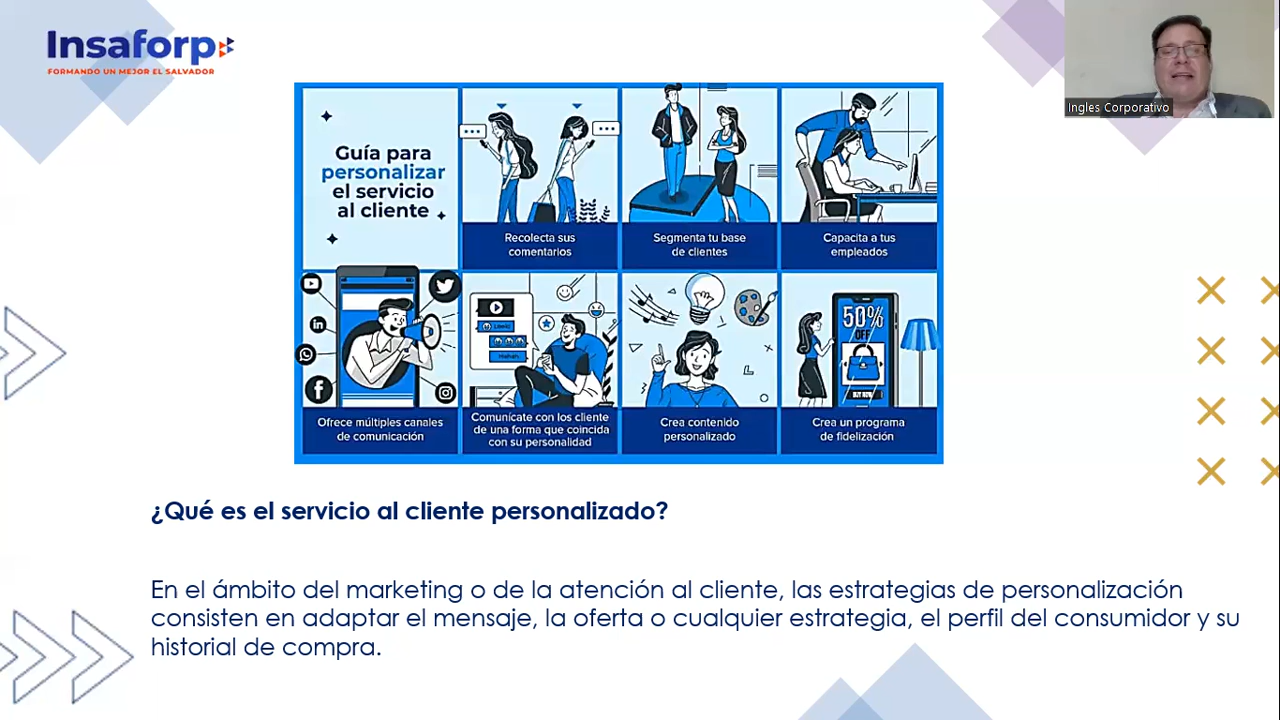 Insaforp
FORMANDO UN MEJOR EL SALVADOR
Ingles Corporativo
Guía para
personalizar
el servicio
al cliente
Recolecta sus
comentarios
Segmenta tu base
de clientes
Capacita a tus
empleados
Ofrece múltiples canales
de comunicación
Comunícate con los cliente
de una forma que coincida
con su personalidad
Crea contenido
personalizado
50%
OFF
BUY NOW
Crea un programa
de fidelización
¿Qué es el servicio al cliente personalizado?
En el ámbito del marketing o de la atención al cliente, las estrategias de personalización
consisten en adaptar el mensaje, la oferta o cualquier estrategia, el perfil del consumidor y su
historial de compra.